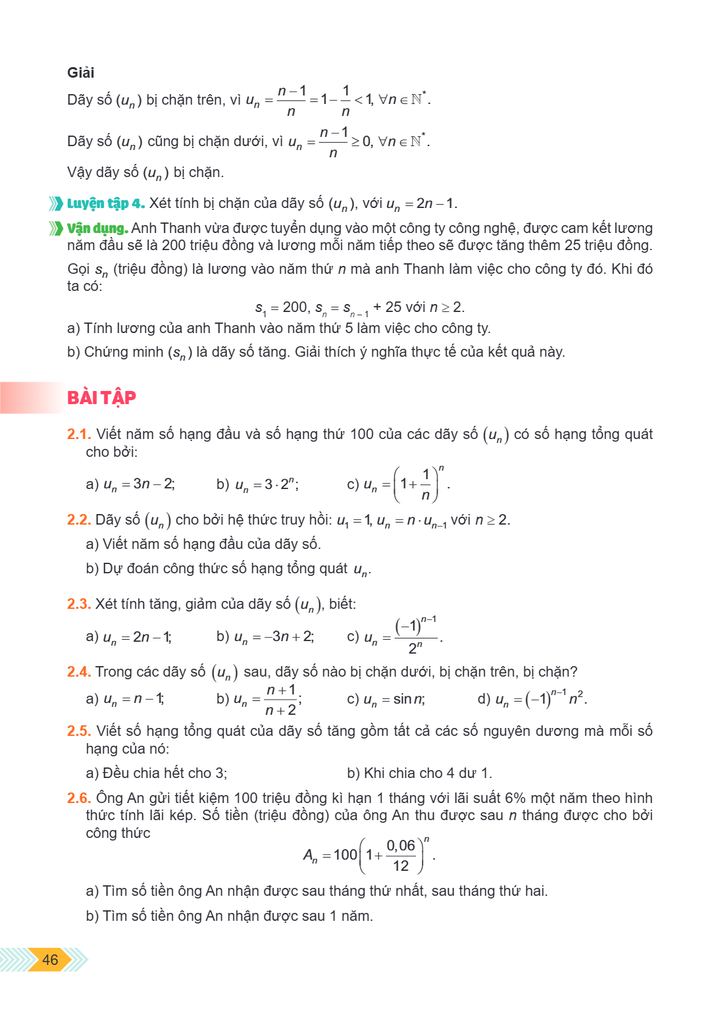 Giải
Dãy số (uₙ) bị chặn trên, vì uₙ = (n − 1)/n = 1 − 1/n < 1, ∀n ∈ ℕ*.
Dãy số (uₙ) cũng bị chặn dưới, vì uₙ = (n − 1)/n ≥ 0, ∀n ∈ ℕ*.
Vậy dãy số (uₙ) bị chặn.
Luyện tập 4. Xét tính bị chặn của dãy số (uₙ), với uₙ = 2n − 1.
Vận dụng. Anh Thanh vừa được tuyển dụng vào một công ty công nghệ, được cam kết lương
năm đầu sẽ là 200 triệu đồng và lương mỗi năm tiếp theo sẽ được tăng thêm 25 triệu đồng.
Gọi sₙ (triệu đồng) là lương vào năm thứ n mà anh Thanh làm việc cho công ty đó. Khi đó
ta có:
s₁ = 200, sₙ = sₙ₋₁ + 25 với n ≥ 2.
a) Tính lương của anh Thanh vào năm thứ 5 làm việc cho công ty.
b) Chứng minh (sₙ) là dãy số tăng. Giải thích ý nghĩa thực tế của kết quả này.
BÀI TẬP
2.1. Viết năm số hạng đầu và số hạng thứ 100 của các dãy số (uₙ) có số hạng tổng quát
cho bởi:
a) uₙ = 3n − 2; b) uₙ = 3 · 2ⁿ; c) uₙ = (1 + 1/n)ⁿ.
2.2. Dãy số (uₙ) cho bởi hệ thức truy hồi: u₁ = 1, uₙ = n · uₙ₋₁ với n ≥ 2.
a) Viết năm số hạng đầu của dãy số.
b) Dự đoán công thức số hạng tổng quát uₙ.
2.3. Xét tính tăng, giảm của dãy số (uₙ), biết:
a) uₙ = 2n − 1; b) uₙ = −3n + 2; c) uₙ = (−1)ⁿ⁻¹/2ⁿ.
2.4. Trong các dãy số (uₙ) sau, dãy số nào bị chặn dưới, bị chặn trên, bị chặn?
a) uₙ = n − 1; b) uₙ = (n + 1)/(n + 2); c) uₙ = sin n; d) uₙ = (−1)ⁿ⁻¹ n².
2.5. Viết số hạng tổng quát của dãy số tăng gồm tất cả các số nguyên dương mà mỗi số
hạng của nó:
a) Đều chia hết cho 3; b) Khi chia cho 4 dư 1.
2.6. Ông An gửi tiết kiệm 100 triệu đồng kì hạn 1 tháng với lãi suất 6% một năm theo hình
thức tính lãi kép. Số tiền (triệu đồng) của ông An thu được sau n tháng được cho bởi
công thức
Aₙ = 100(1 + 0,06/12)ⁿ.
a) Tìm số tiền ông An nhận được sau tháng thứ nhất, sau tháng thứ hai.
b) Tìm số tiền ông An nhận được sau 1 năm.
46